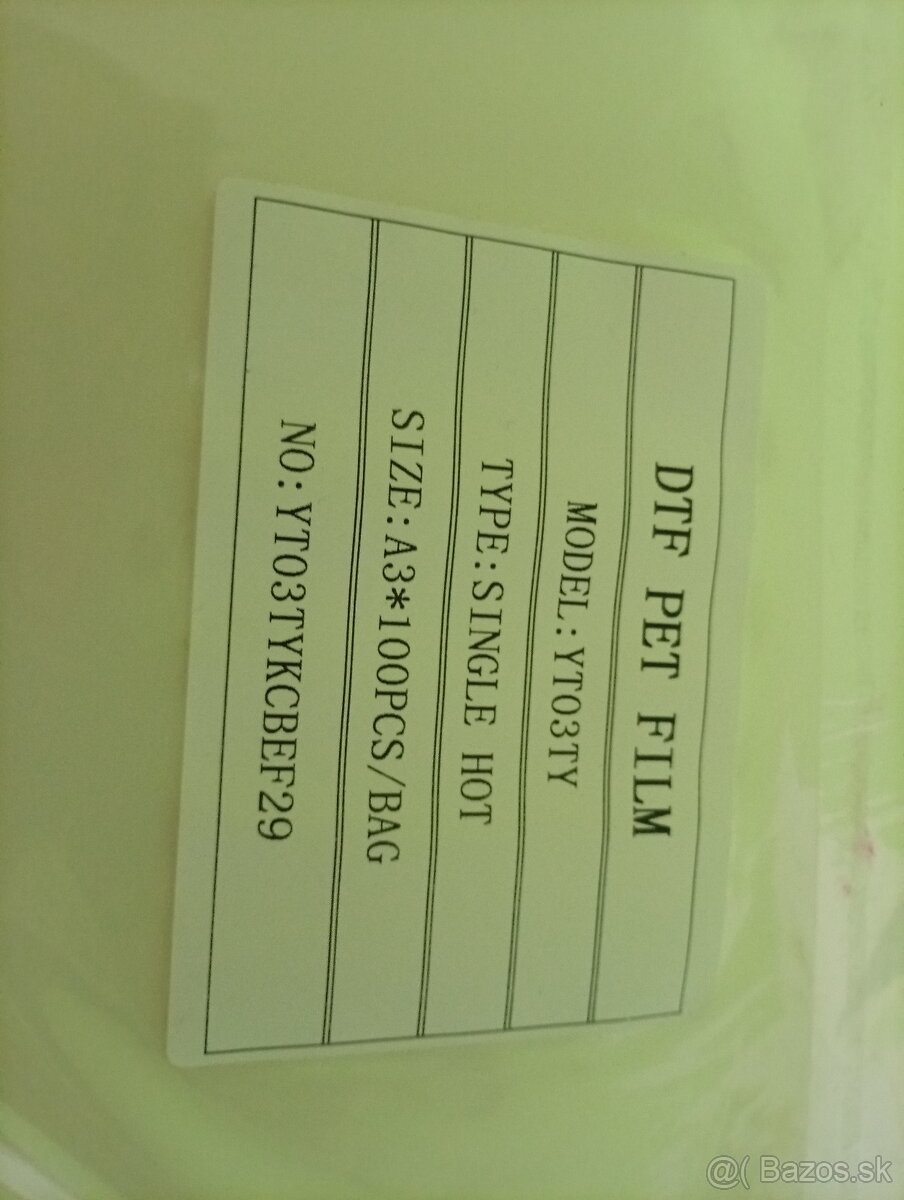 DTF PET FILM
MODEL:YT03TY
TYPE:SINGLE HOT
SIZE:A3*100PCS/BAG
NO:YT03TYKCBEF29
@( Bazos.sk